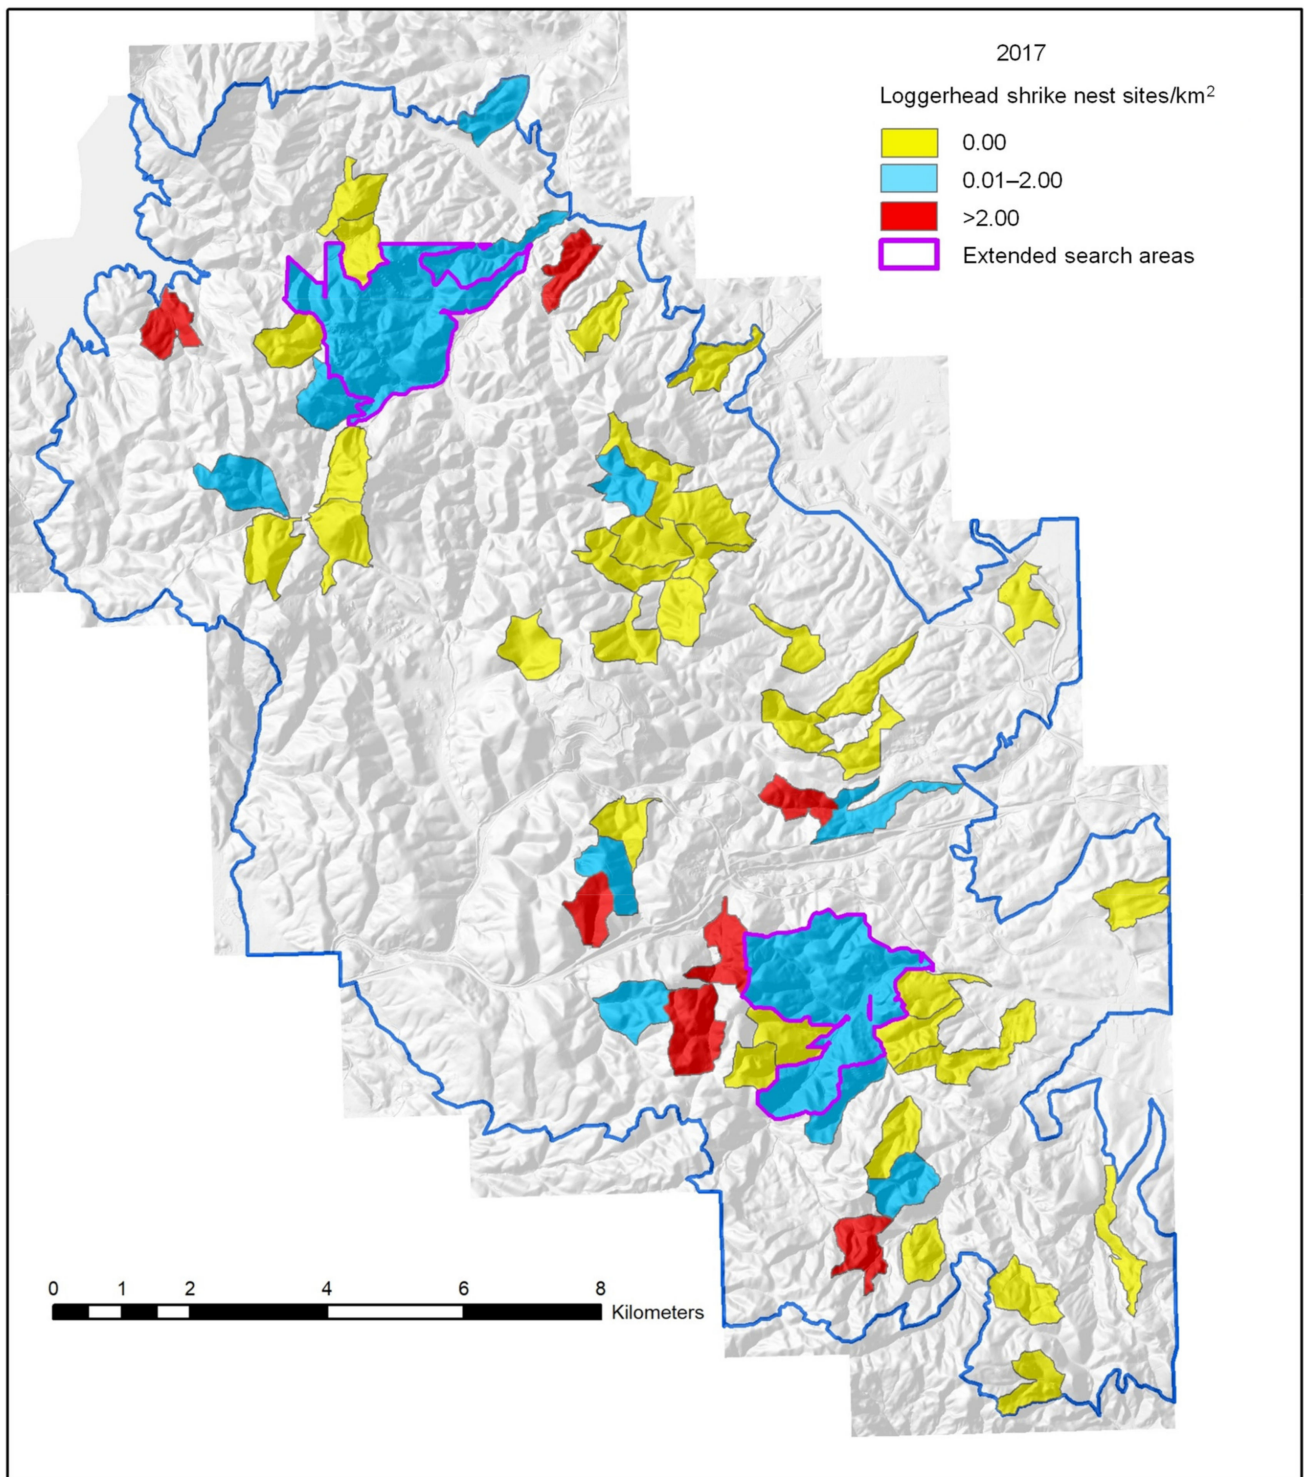 2017
Loggerhead shrike nest sites/km²
0.00
0.01–2.00
>2.00
Extended search areas
0 1 2 4 6 8
Kilometers